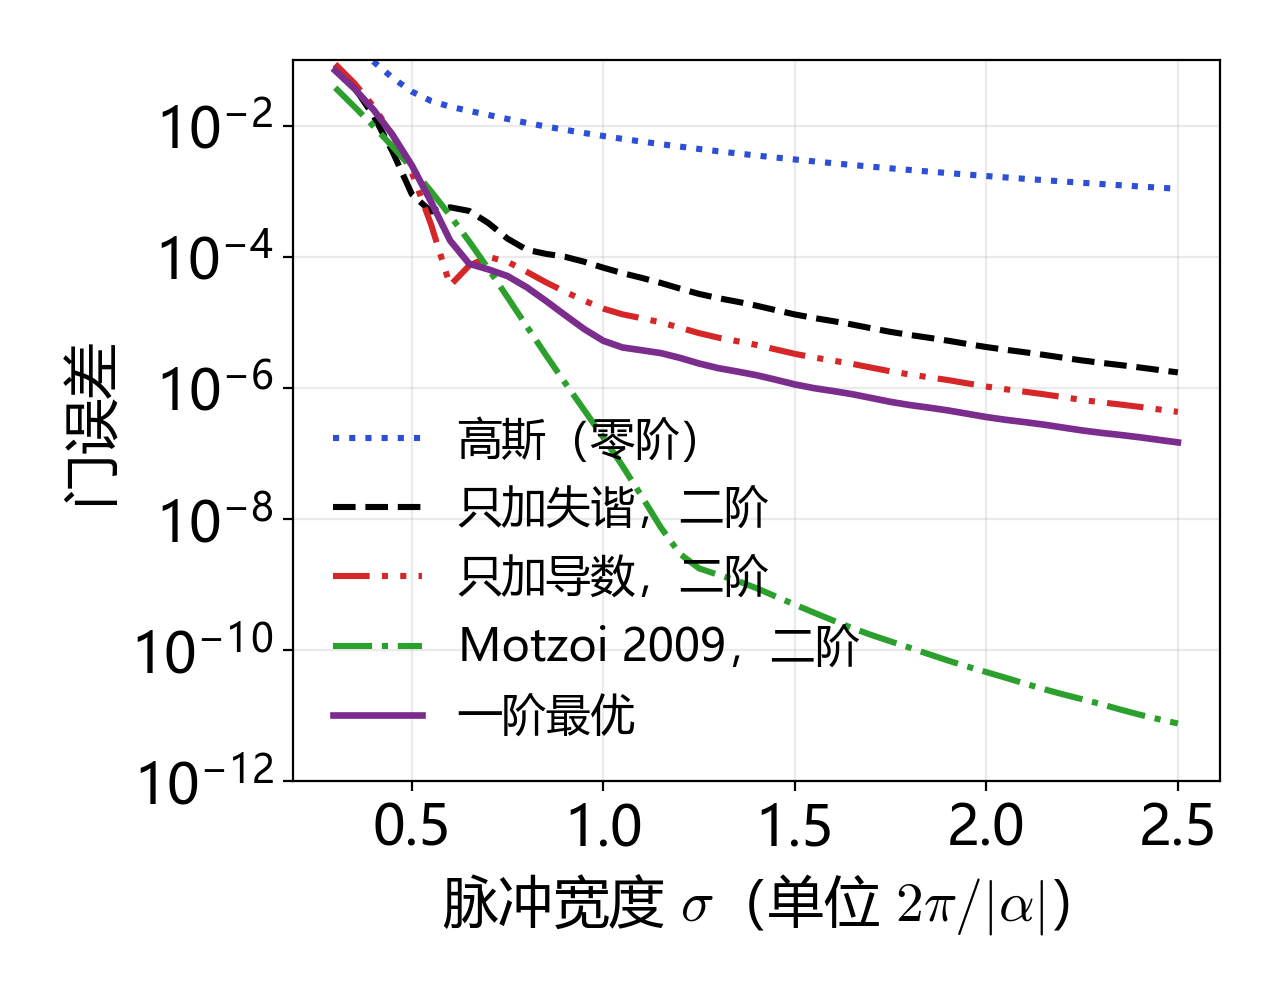 门误差
10⁻²
10⁻⁴
10⁻⁶
10⁻⁸
10⁻¹⁰
10⁻¹²
高斯（零阶）
只加失谐，二阶
只加导数，二阶
Motzoi 2009，二阶
一阶最优
0.5 1.0 1.5 2.0 2.5
脉冲宽度 σ（单位 2π/|α|）